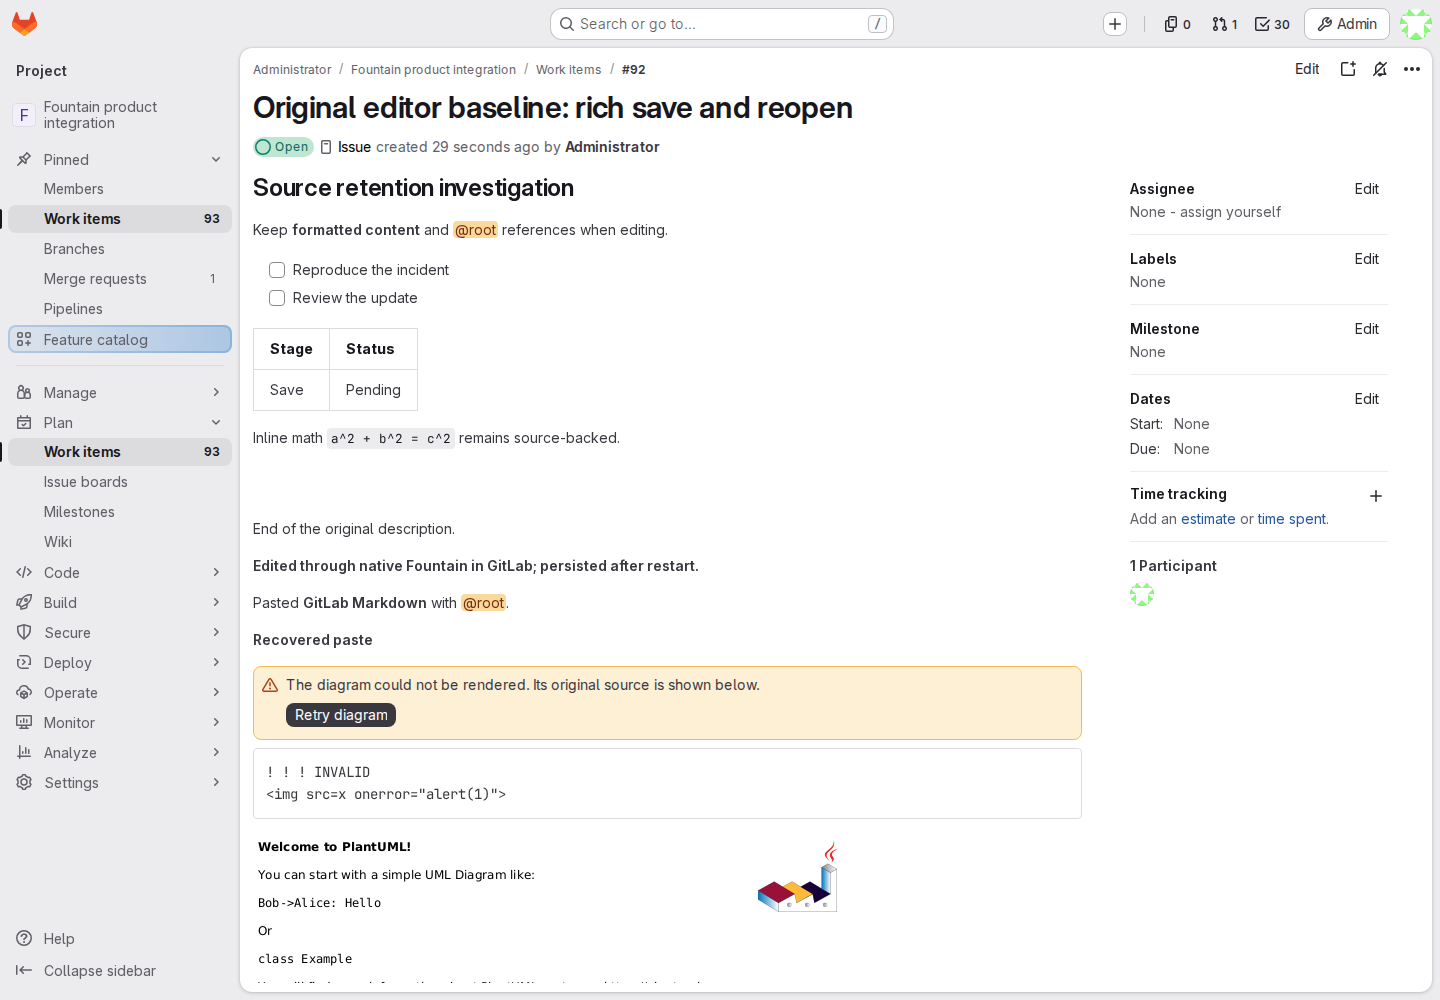 Search or go to...
/
0
1
30
Admin
Project
F
Fountain product integration
Pinned
Members
Work items 93
Branches
Merge requests 1
Pipelines
Feature catalog
Manage
Plan
Work items 93
Issue boards
Milestones
Wiki
Code
Build
Secure
Deploy
Operate
Monitor
Analyze
Settings
Help
Collapse sidebar
Administrator / Fountain product integration / Work items / #92
Edit
Original editor baseline: rich save and reopen
Open Issue created 29 seconds ago by Administrator
Source retention investigation
Keep formatted content and @root references when editing.
Reproduce the incident
Review the update
Stage Status
Save Pending
Inline math a^2 + b^2 = c^2 remains source-backed.
End of the original description.
Edited through native Fountain in GitLab; persisted after restart.
Pasted GitLab Markdown with @root.
Recovered paste
The diagram could not be rendered. Its original source is shown below.
Retry diagram
! ! ! INVALID
<img src=x onerror="alert(1)">
Welcome to PlantUML!
You can start with a simple UML Diagram like:
Bob->Alice: Hello
Or
class Example
Assignee Edit
None - assign yourself
Labels Edit
None
Milestone Edit
None
Dates Edit
Start: None
Due: None
Time tracking
Add an estimate or time spent.
1 Participant